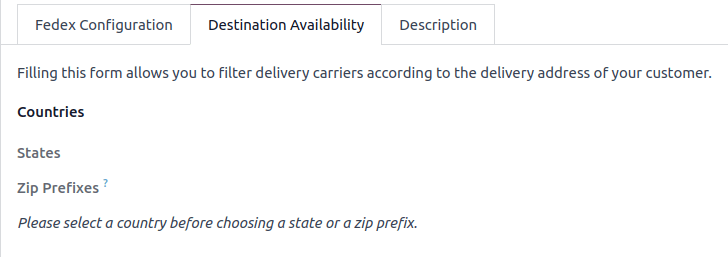 Fedex Configuration Destination Availability Description
Filling this form allows you to filter delivery carriers according to the delivery address of your customer.
Countries
States
Zip Prefixes ?
Please select a country before choosing a state or a zip prefix.